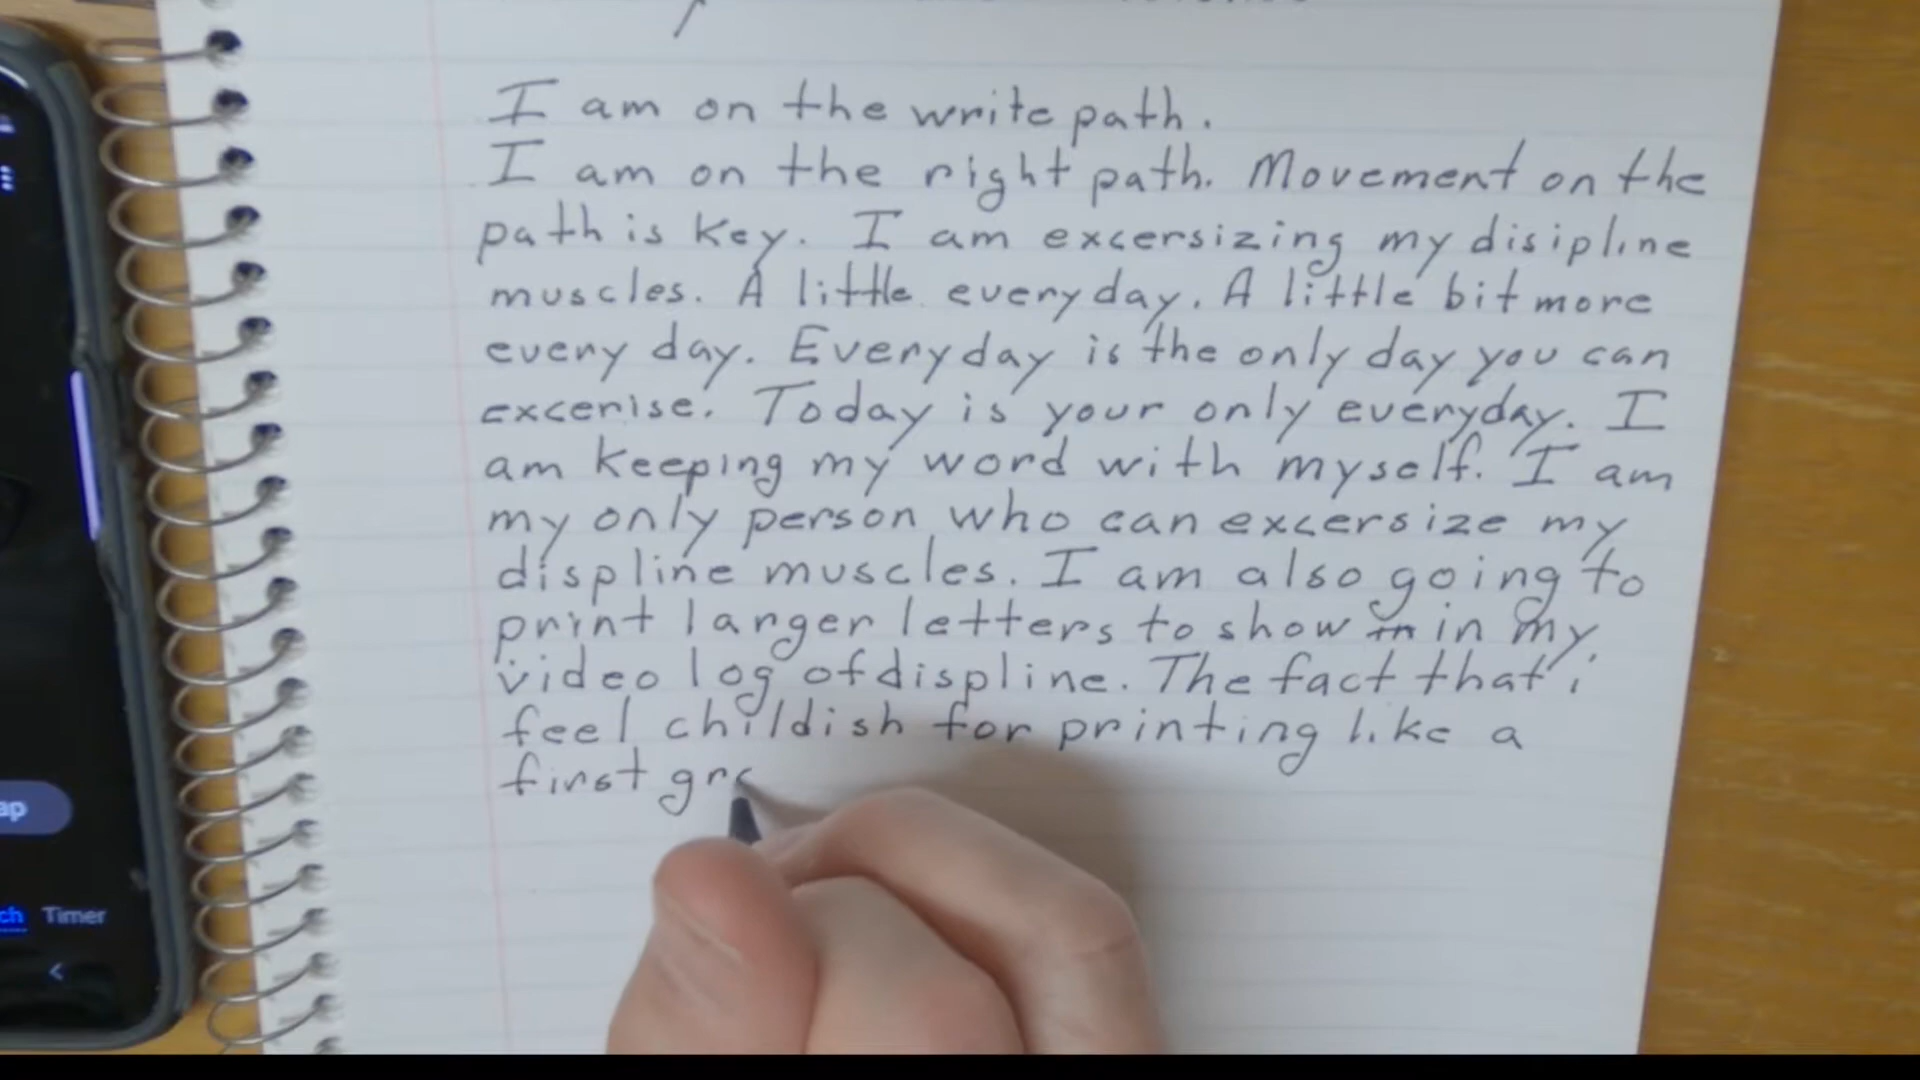 I am on the write path.
I am on the right path. Movement on the
path is key. I am excersizing my disipline
muscles. A little everyday. A little bit more
every day. Everyday is the only day you can
excerise. Today is your only everyday. I
am keeping my word with myself. I am
my only person who can excersize my
displine muscles. I am also going to
print larger letters to show in in my
video log of displine. The fact that i
feel childish for printing like a
first gra
ap
ch Timer